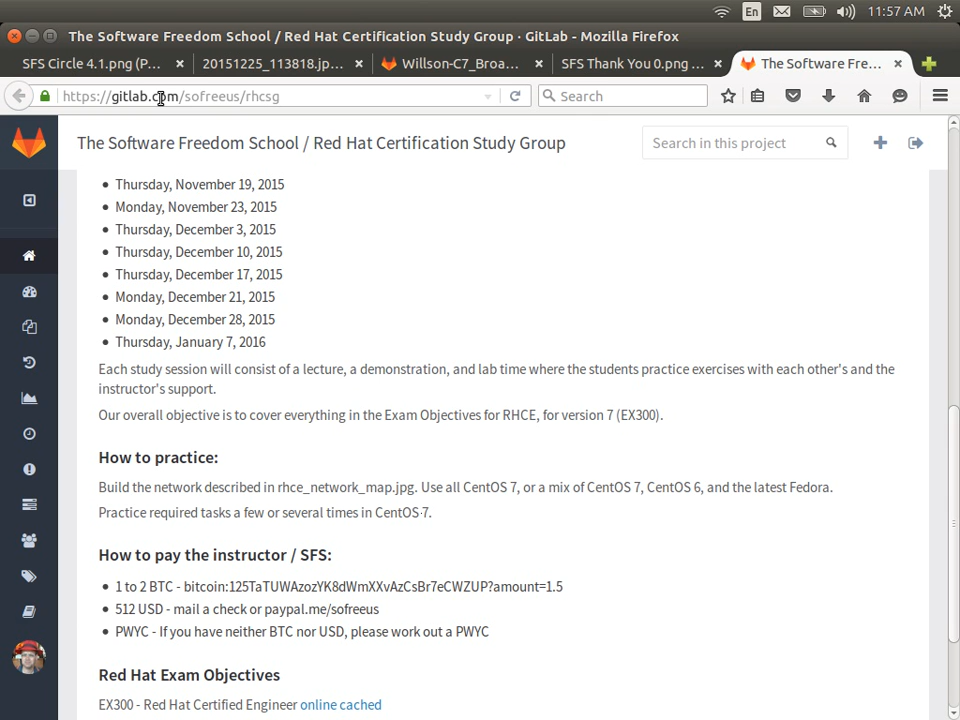 En
11:57 AM
The Software Freedom School / Red Hat Certification Study Group · GitLab - Mozilla Firefox
SFS Circle 4.1.png (P...
20151225_113818.jp...
Willson-C7_Broa...
SFS Thank You 0.png ...
The Software Fre...
https://gitlab.com/sofreeus/rhcsg
Search
The Software Freedom School / Red Hat Certification Study Group
Search in this project
Thursday, November 19, 2015
Monday, November 23, 2015
Thursday, December 3, 2015
Thursday, December 10, 2015
Thursday, December 17, 2015
Monday, December 21, 2015
Monday, December 28, 2015
Thursday, January 7, 2016
Each study session will consist of a lecture, a demonstration, and lab time where the students practice exercises with each other's and the
instructor's support.
Our overall objective is to cover everything in the Exam Objectives for RHCE, for version 7 (EX300).
How to practice:
Build the network described in rhce_network_map.jpg. Use all CentOS 7, or a mix of CentOS 7, CentOS 6, and the latest Fedora.
Practice required tasks a few or several times in CentOS 7.
How to pay the instructor / SFS:
1 to 2 BTC - bitcoin:125TaTUWAzozYK8dWmXXvAzCsBr7eCWZUP?amount=1.5
512 USD - mail a check or paypal.me/sofreeus
PWYC - If you have neither BTC nor USD, please work out a PWYC
Red Hat Exam Objectives
EX300 - Red Hat Certified Engineer online cached